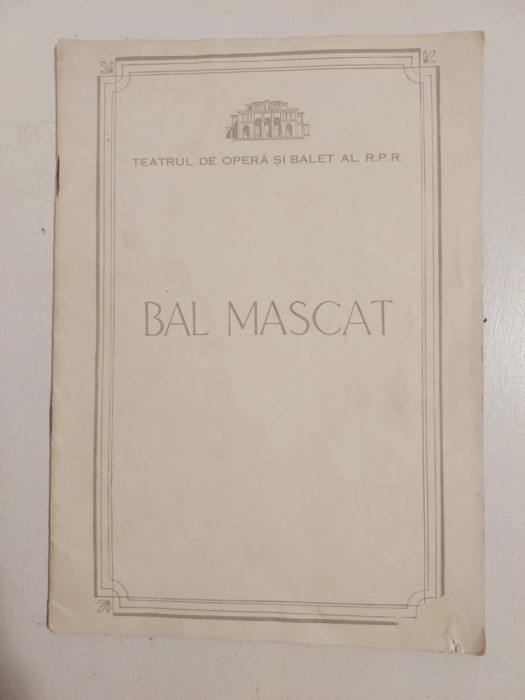 TEATRUL DE OPERĂ ȘI BALET AL R.P.R.
BAL MASCAT